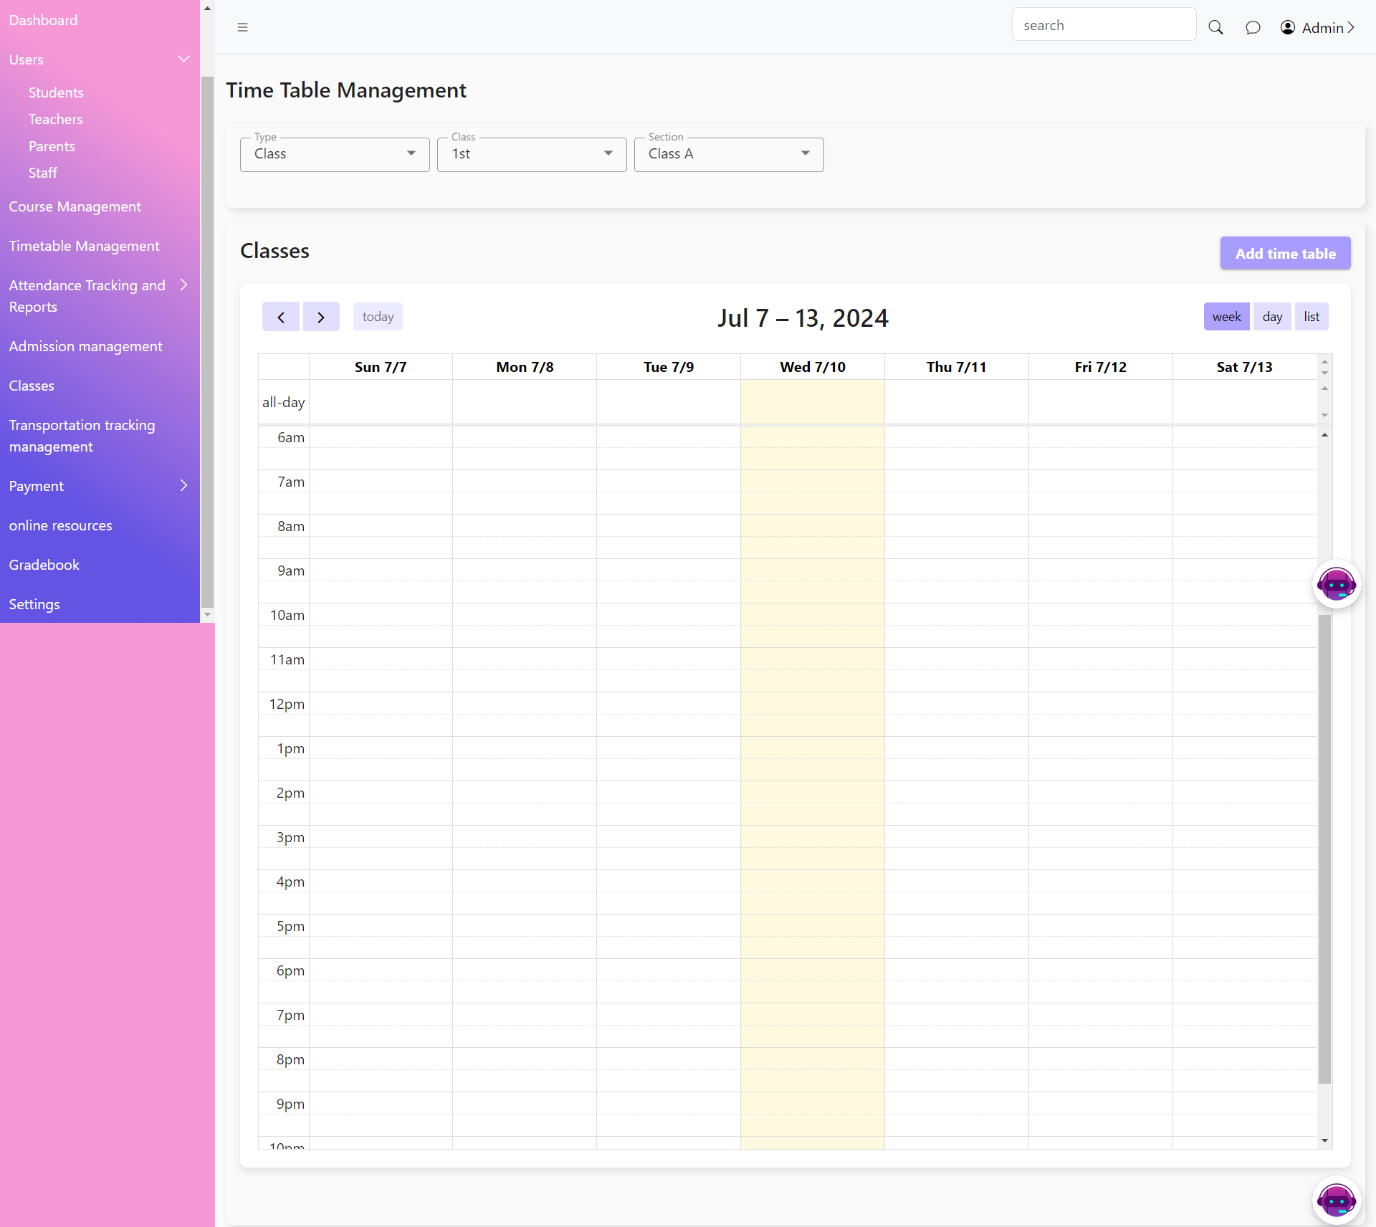 Dashboard
Users
Students
Teachers
Parents
Staff
Course Management
Timetable Management
Attendance Tracking and
Reports
Admission management
Classes
Transportation tracking
management
Payment
online resources
Gradebook
Settings
search
Admin
Time Table Management
Type
Class
Class
1st
Section
Class A
Classes
Add time table
today
Jul 7 – 13, 2024
week day list
Sun 7/7 Mon 7/8 Tue 7/9 Wed 7/10 Thu 7/11 Fri 7/12 Sat 7/13
all-day
6am
7am
8am
9am
10am
11am
12pm
1pm
2pm
3pm
4pm
5pm
6pm
7pm
8pm
9pm
10pm